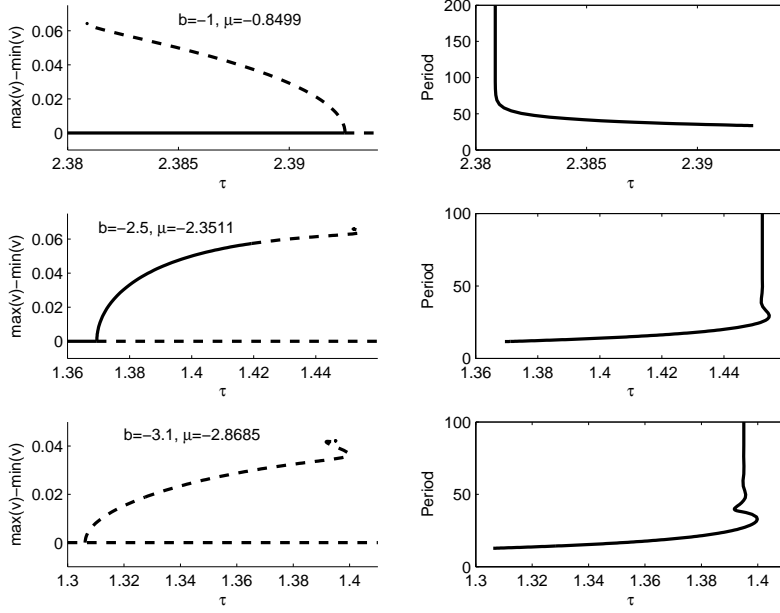 b=−1, μ=−0.8499
max(v)−min(v)
0.06
0.04
0.02
0
2.38 2.385 2.39
τ
Period
200
150
100
50
0
2.38 2.385 2.39
τ
b=−2.5, μ=−2.3511
max(v)−min(v)
0.06
0.04
0.02
0
1.36 1.38 1.4 1.42 1.44
τ
Period
100
50
0
1.36 1.38 1.4 1.42 1.44
τ
b=−3.1, μ=−2.8685
max(v)−min(v)
0.04
0.02
0
1.3 1.32 1.34 1.36 1.38 1.4
τ
Period
100
50
0
1.3 1.32 1.34 1.36 1.38 1.4
τ